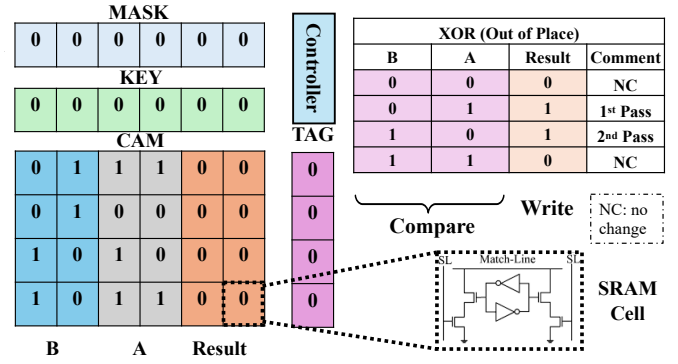 MASK
0 0 0 0 0 0
KEY
0 0 0 0 0 0
CAM
0 1 1 1 0 0
0 1 0 0 0 0
1 0 1 0 0 0
1 0 1 1 0 0
B A Result
Controller
TAG
0
0
0
0
XOR (Out of Place)
B A Result Comment
0 0 0 NC
0 1 1 1st Pass
1 0 1 2nd Pass
1 1 0 NC
Compare
Write
NC: no
change
SL Match-Line SL
SRAM
Cell